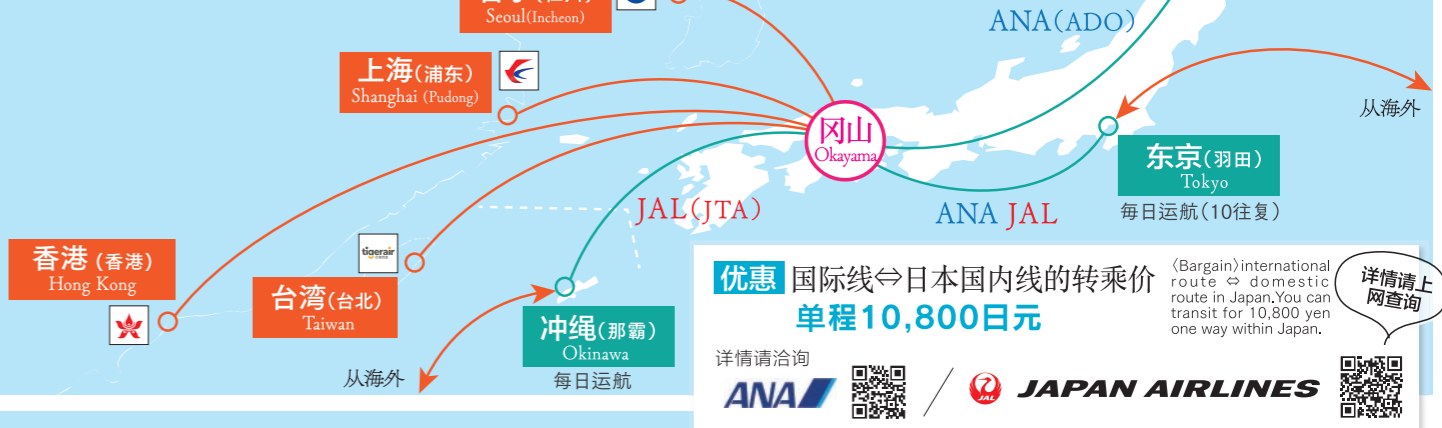 Seoul(Incheon)
ANA(ADO)
上海(浦东)
Shanghai (Pudong)
从海外
冈山
Okayama
东京(羽田)
Tokyo
每日运航(10往复)
JAL(JTA)
ANA JAL
香港 (香港)
Hong Kong
tigerair
台湾(台北)
Taiwan
冲绳(那霸)
Okinawa
每日运航
从海外
优惠 国际线⇔日本国内线的转乘价
单程10,800日元
〈Bargain〉international
route ⇔ domestic
route in Japan.You can
transit for 10,800 yen
one way within Japan.
详情请上
网查询
详情请洽询
ANA
JAL
JAPAN AIRLINES